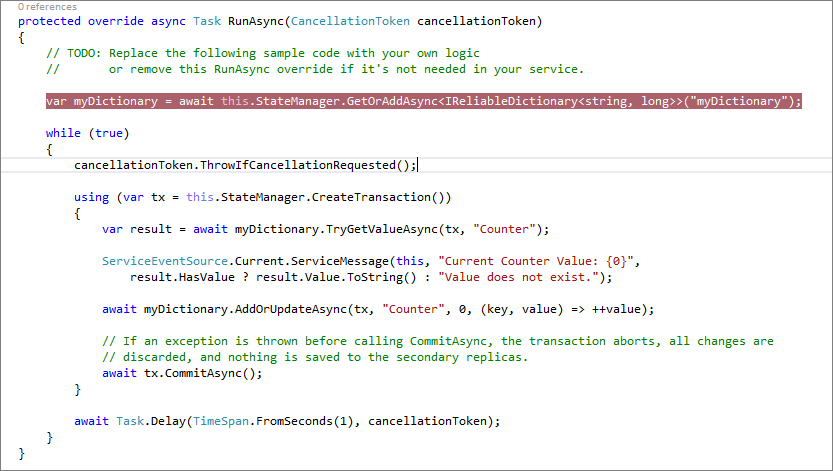 0 references
protected override async Task RunAsync(CancellationToken cancellationToken)
{
    // TODO: Replace the following sample code with your own logic
    //       or remove this RunAsync override if it's not needed in your service.
    var myDictionary = await this.StateManager.GetOrAddAsync<IReliableDictionary<string, long>>("myDictionary");
    while (true)
    {
        cancellationToken.ThrowIfCancellationRequested();
        using (var tx = this.StateManager.CreateTransaction())
        {
            var result = await myDictionary.TryGetValueAsync(tx, "Counter");
            ServiceEventSource.Current.ServiceMessage(this, "Current Counter Value: {0}",
                result.HasValue ? result.Value.ToString() : "Value does not exist.");
            await myDictionary.AddOrUpdateAsync(tx, "Counter", 0, (key, value) => ++value);
            // If an exception is thrown before calling CommitAsync, the transaction aborts, all changes are
            // discarded, and nothing is saved to the secondary replicas.
            await tx.CommitAsync();
        }
        await Task.Delay(TimeSpan.FromSeconds(1), cancellationToken);
    }
}